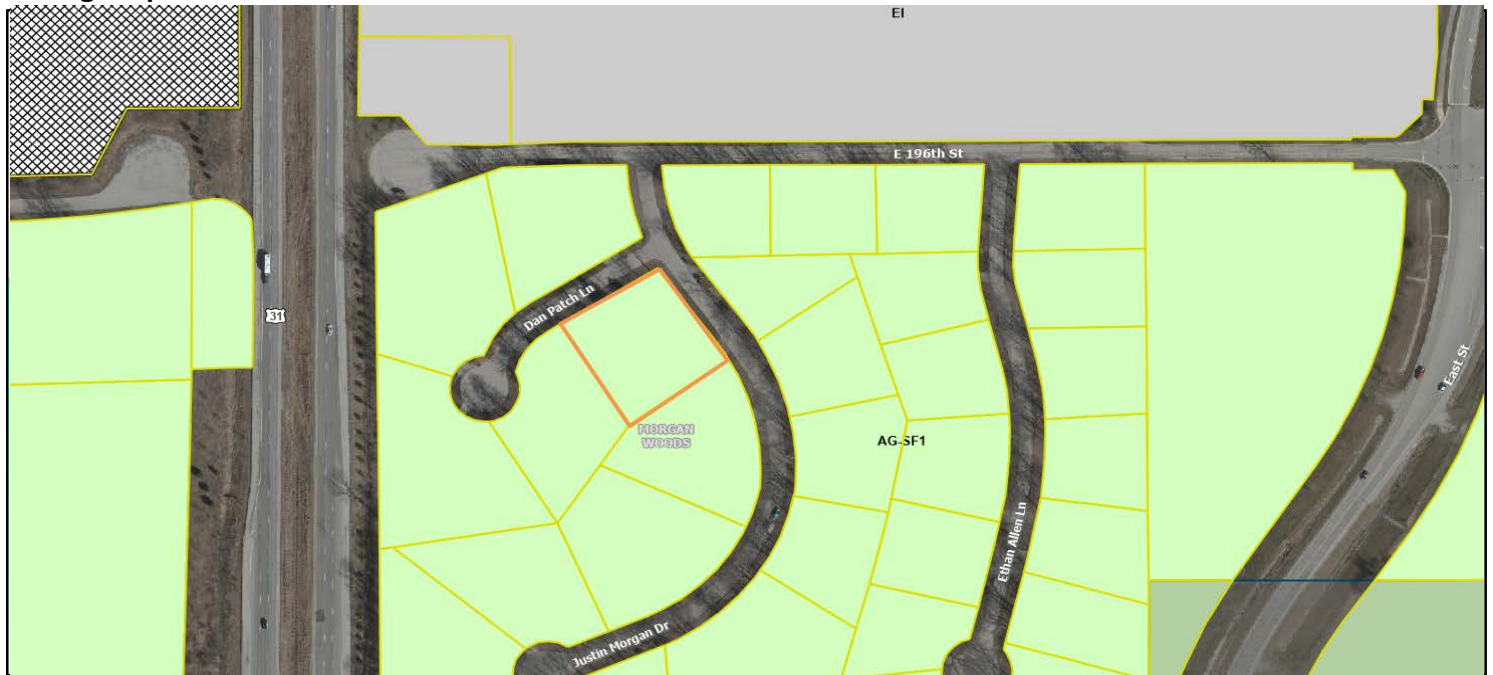 EI
E 196th St
Dan Patch Ln
31
East St
MORGAN
WOODS
AG-SF1
Ethan Allen Ln
Justin Morgan Dr